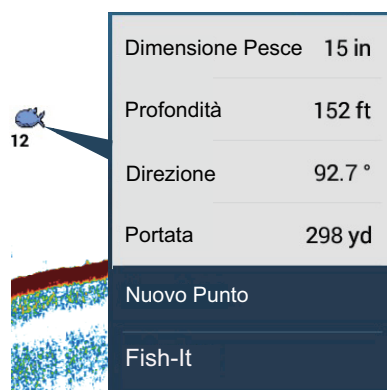 Dimensione Pesce 15 in
Profondità 152 ft
12
Direzione 92.7 °
Portata 298 yd
Nuovo Punto
Fish-It